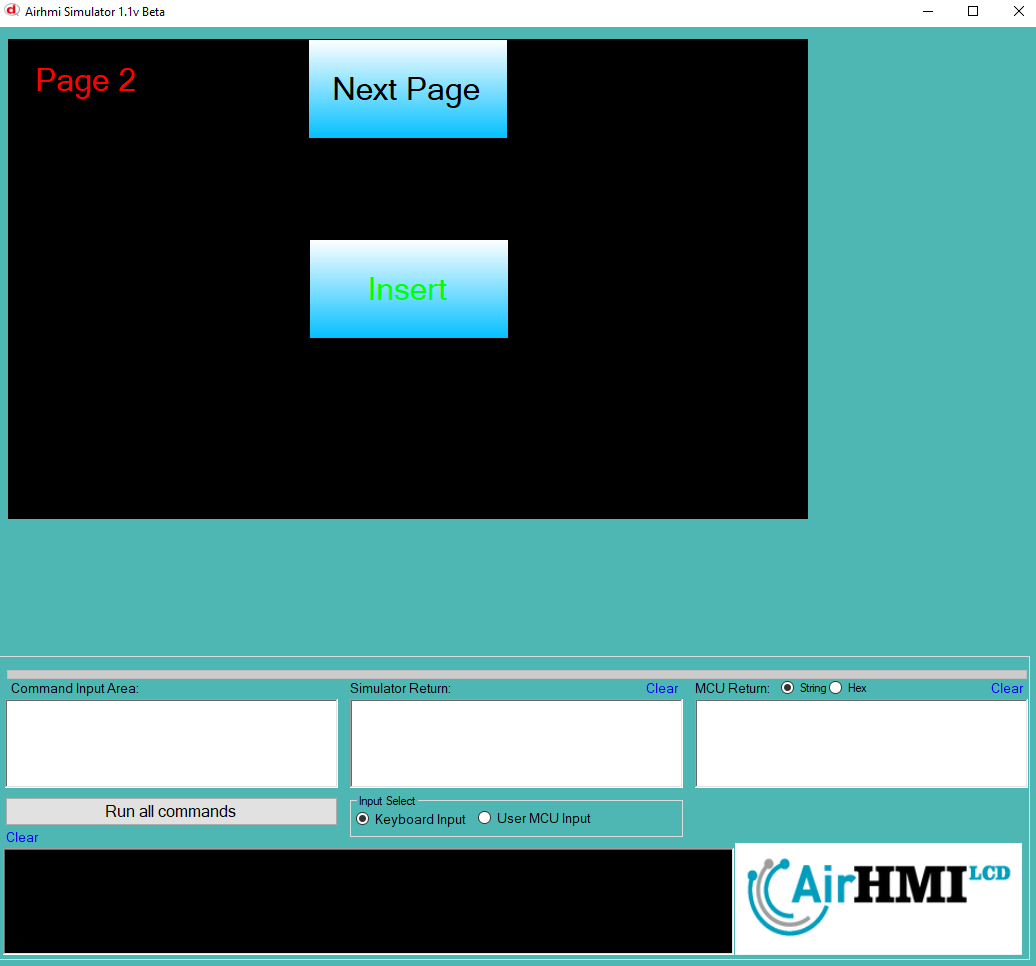 Airhmi Simulator 1.1v Beta
Page 2
Next Page
Insert
Command Input Area:
Simulator Return:
Clear
MCU Return:
String
Hex
Clear
Run all commands
Input Select
Keyboard Input
User MCU Input
Clear
AirHMI LCD